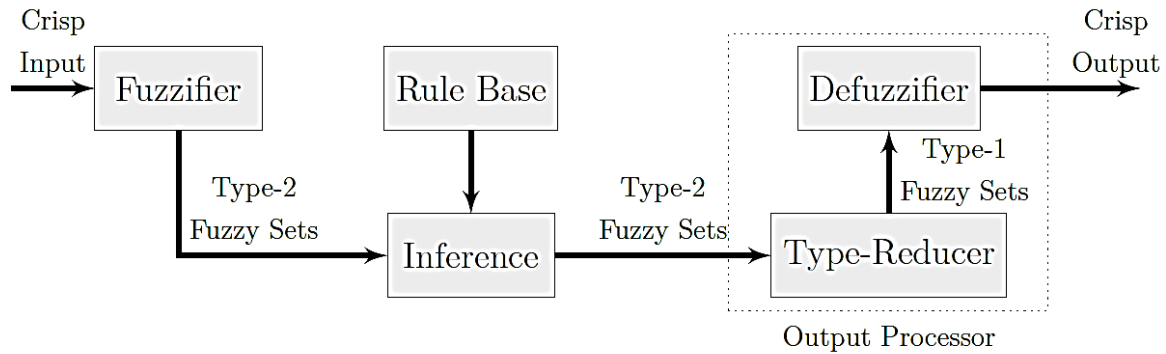 Crisp
Input
Fuzzifier
Rule Base
Defuzzifier
Crisp
Output
Type-2
Fuzzy Sets
Inference
Type-2
Fuzzy Sets
Type-1
Fuzzy Sets
Type-Reducer
Output Processor